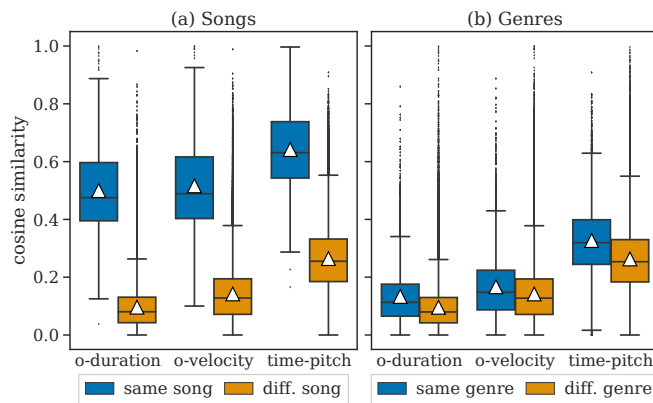 (a) Songs
(b) Genres
cosine similarity
1.0
0.8
0.6
0.4
0.2
0.0
o-duration o-velocity time-pitch
o-duration o-velocity time-pitch
same song diff. song
same genre diff. genre